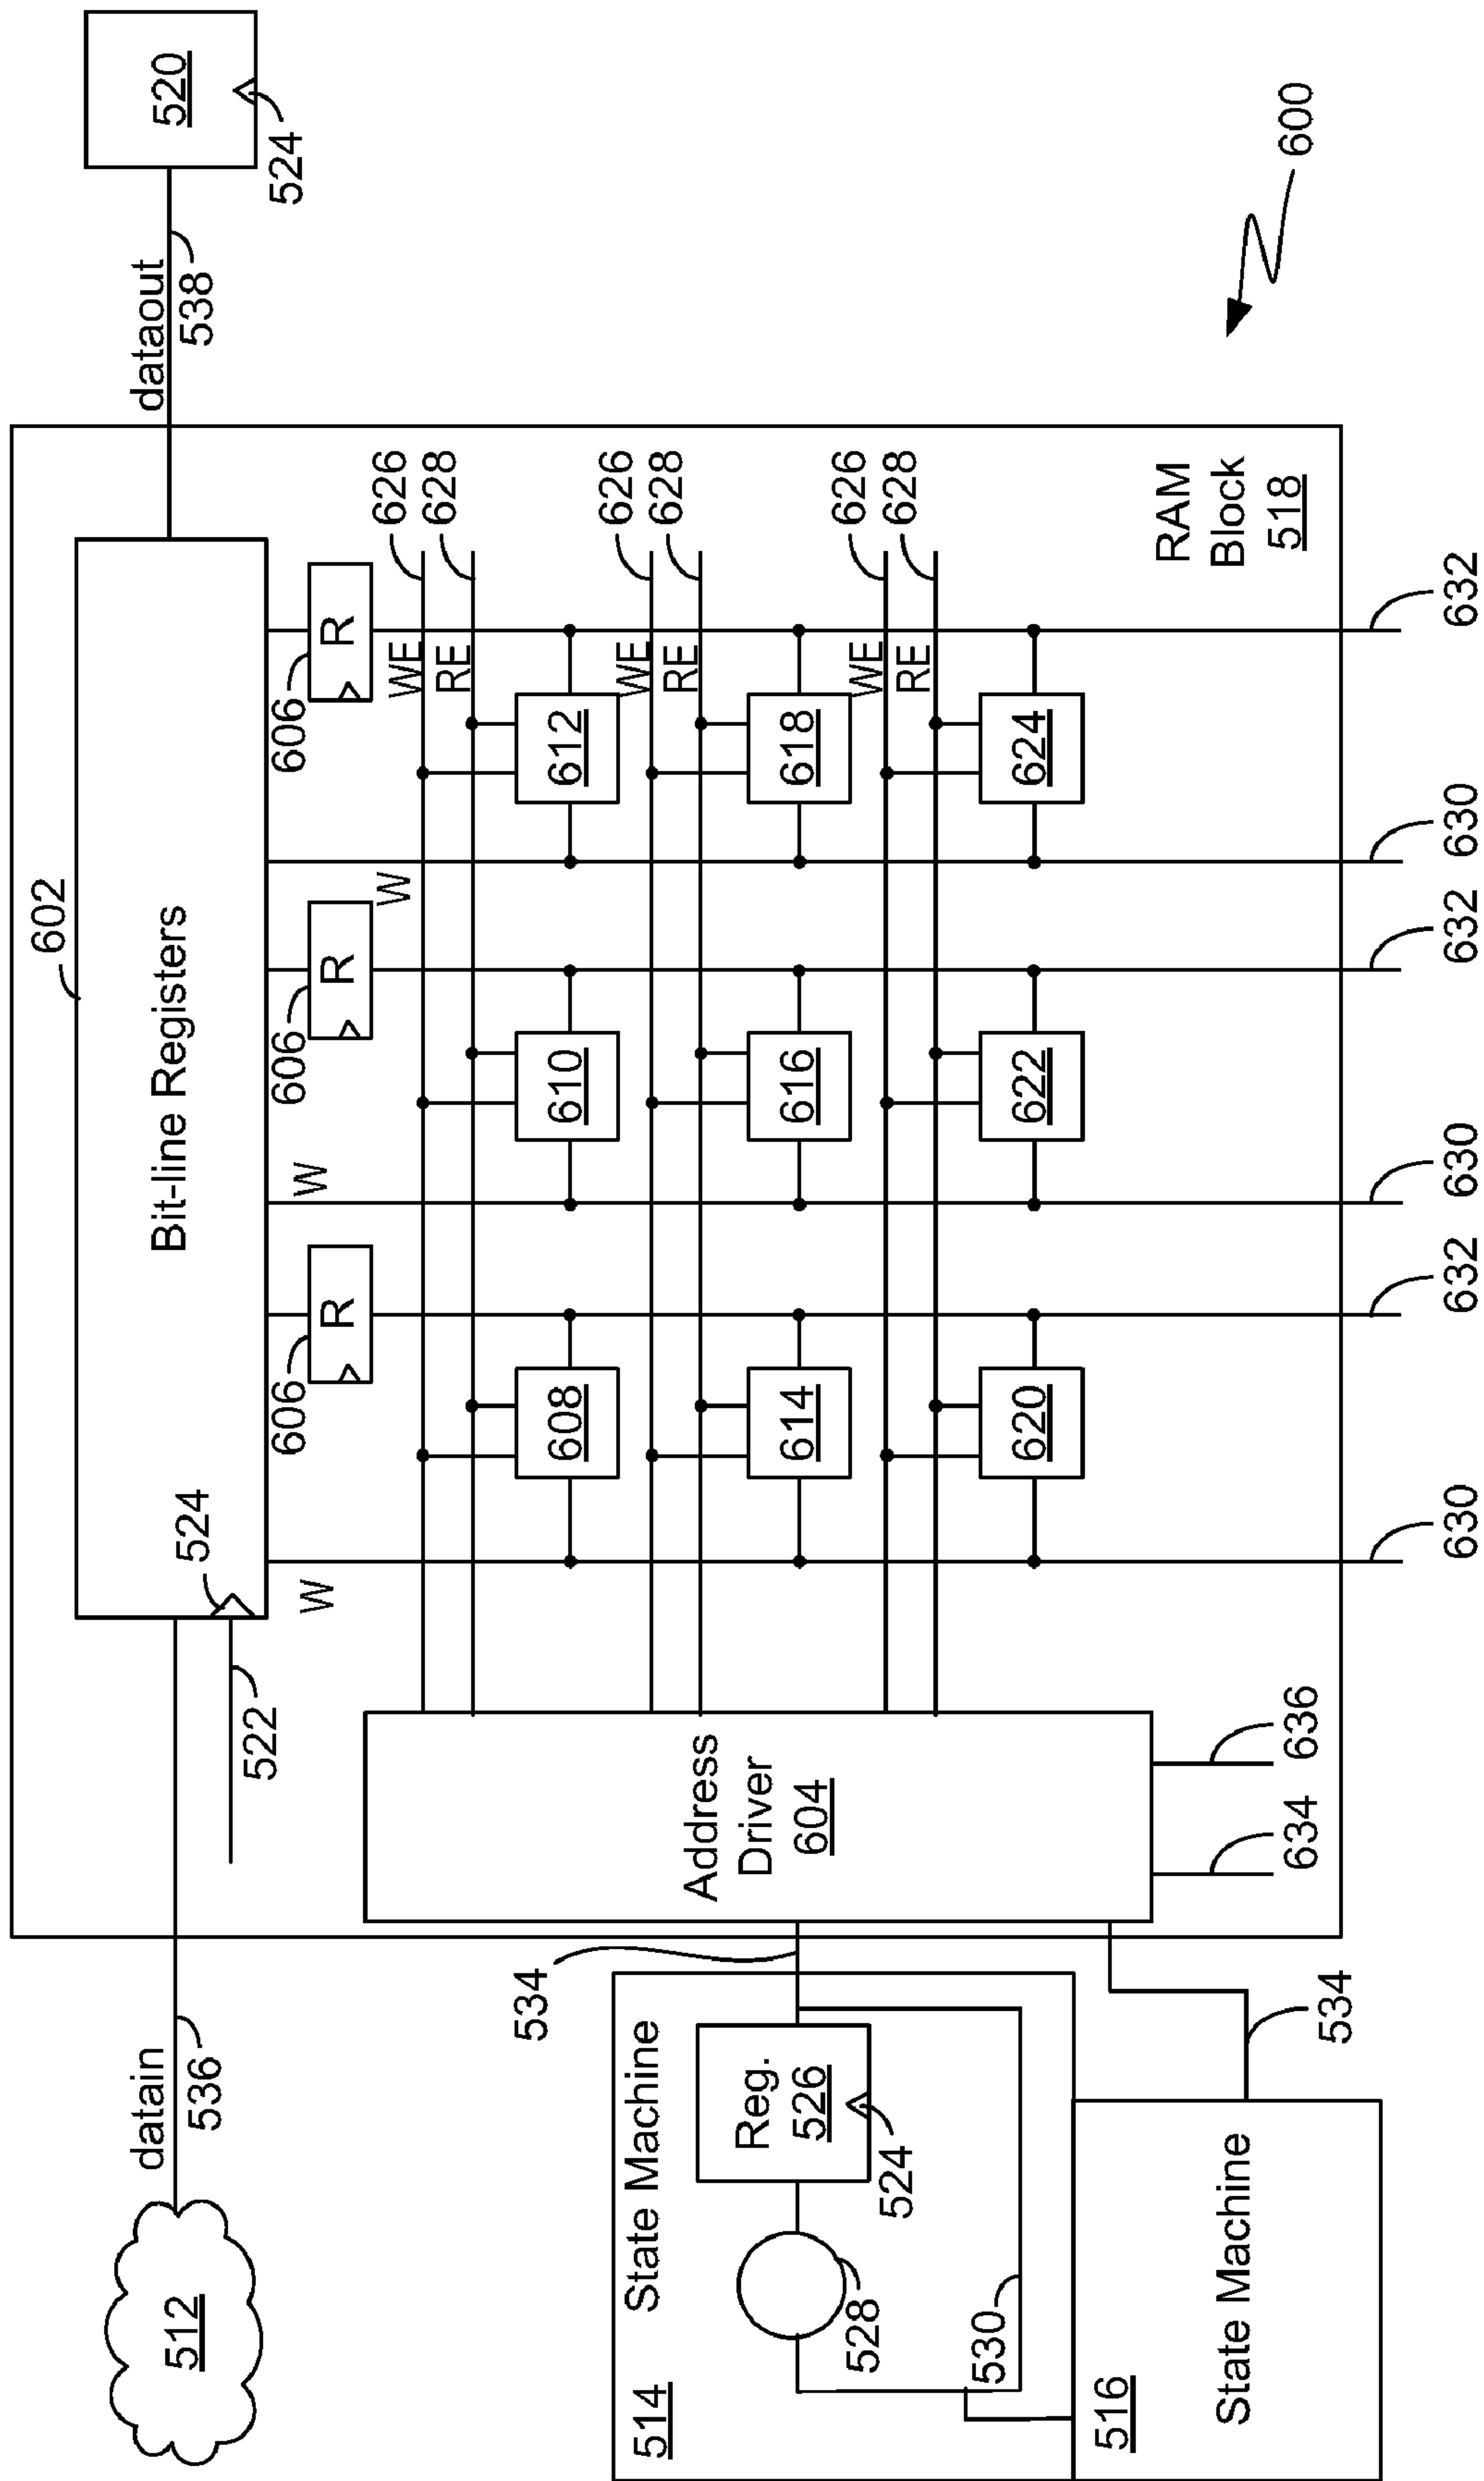 512
datain
536
522
524
602
Bit-line Registers
dataout
538
520
524
W
606
R
W
606
R
W
606
R
626
628
WE
RE
608
610
612
626
628
WE
RE
614
616
618
626
628
WE
RE
620
622
624
RAM
Block
518
630
632
630
632
630
632
Address
Driver
604
634
636
534
State Machine
514
Reg.
526
524
528
530
534
516
State Machine
600